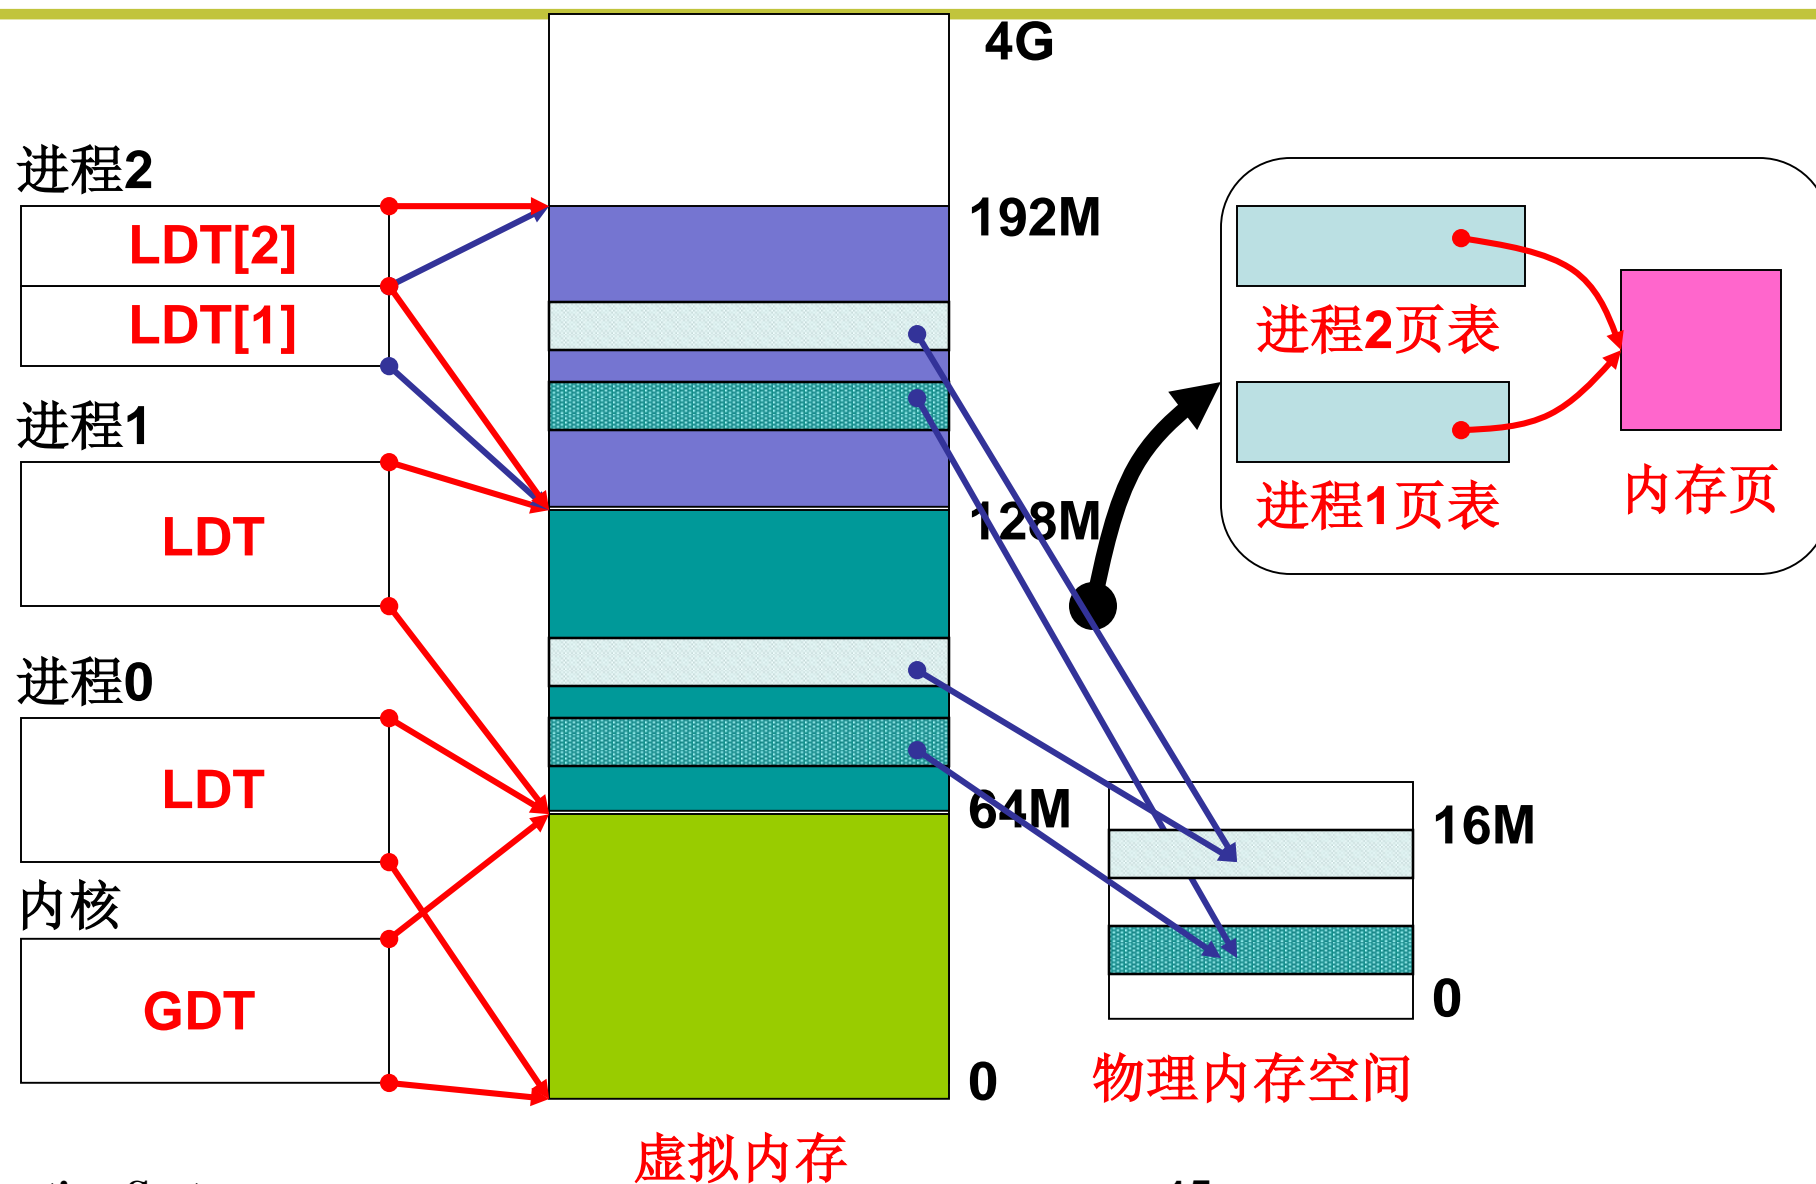 4G
进程2
LDT[2]
LDT[1]
192M
进程2页表
进程1
进程1页表
内存页
128M
LDT
进程0
LDT
64M
16M
内核
GDT
0
0
物理内存空间
虚拟内存